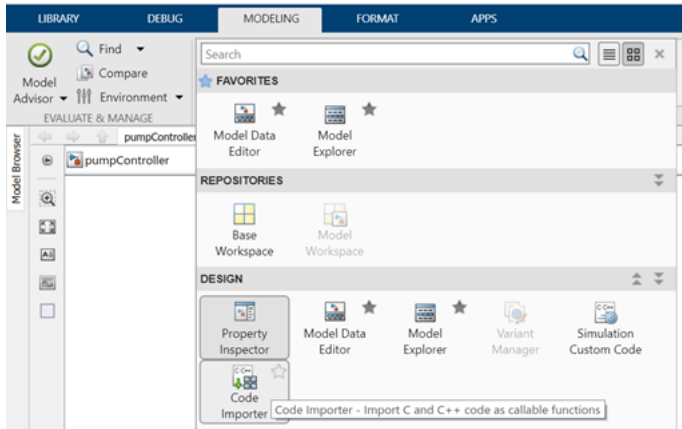 LIBRARY DEBUG MODELING FORMAT APPS
Model
Advisor
Find
Compare
Environment
EVALUATE & MANAGE
Search
FAVORITES
Model Data
Editor
Model
Explorer
REPOSITORIES
Base
Workspace
Model
Workspace
DESIGN
Property
Inspector
Model Data
Editor
Model
Explorer
Variant
Manager
C C++
Simulation
Custom Code
C C++
Code
Importer
Code Importer - Import C and C++ code as callable functions
Model Browser
pumpController
pumpController